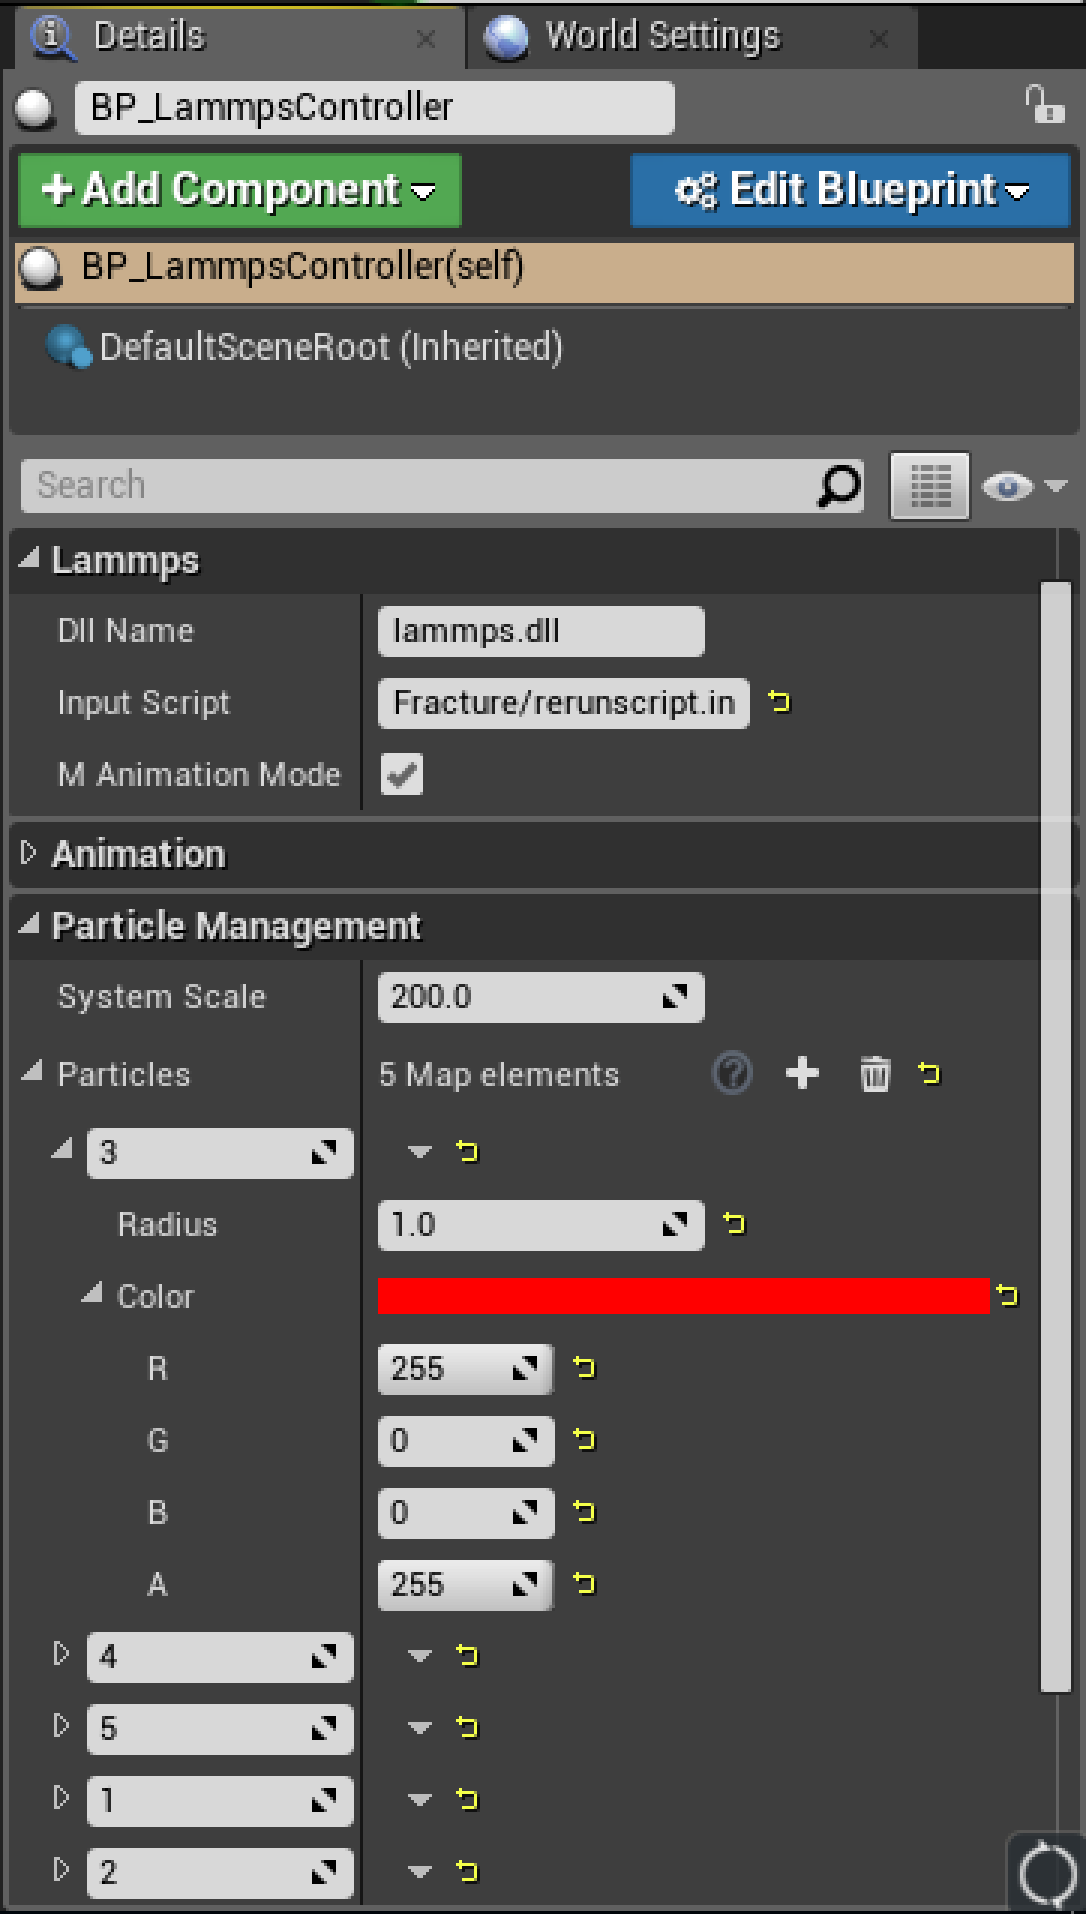 Details
World Settings
BP_LammpsController
+Add Component
Edit Blueprint
BP_LammpsController(self)
DefaultSceneRoot (Inherited)
Search
Lammps
Dll Name
lammps.dll
Input Script
Fracture/rerunscript.in
M Animation Mode
Animation
Particle Management
System Scale
200.0
Particles
5 Map elements
?
3
Radius
1.0
Color
R
255
G
0
B
0
A
255
4
5
1
2